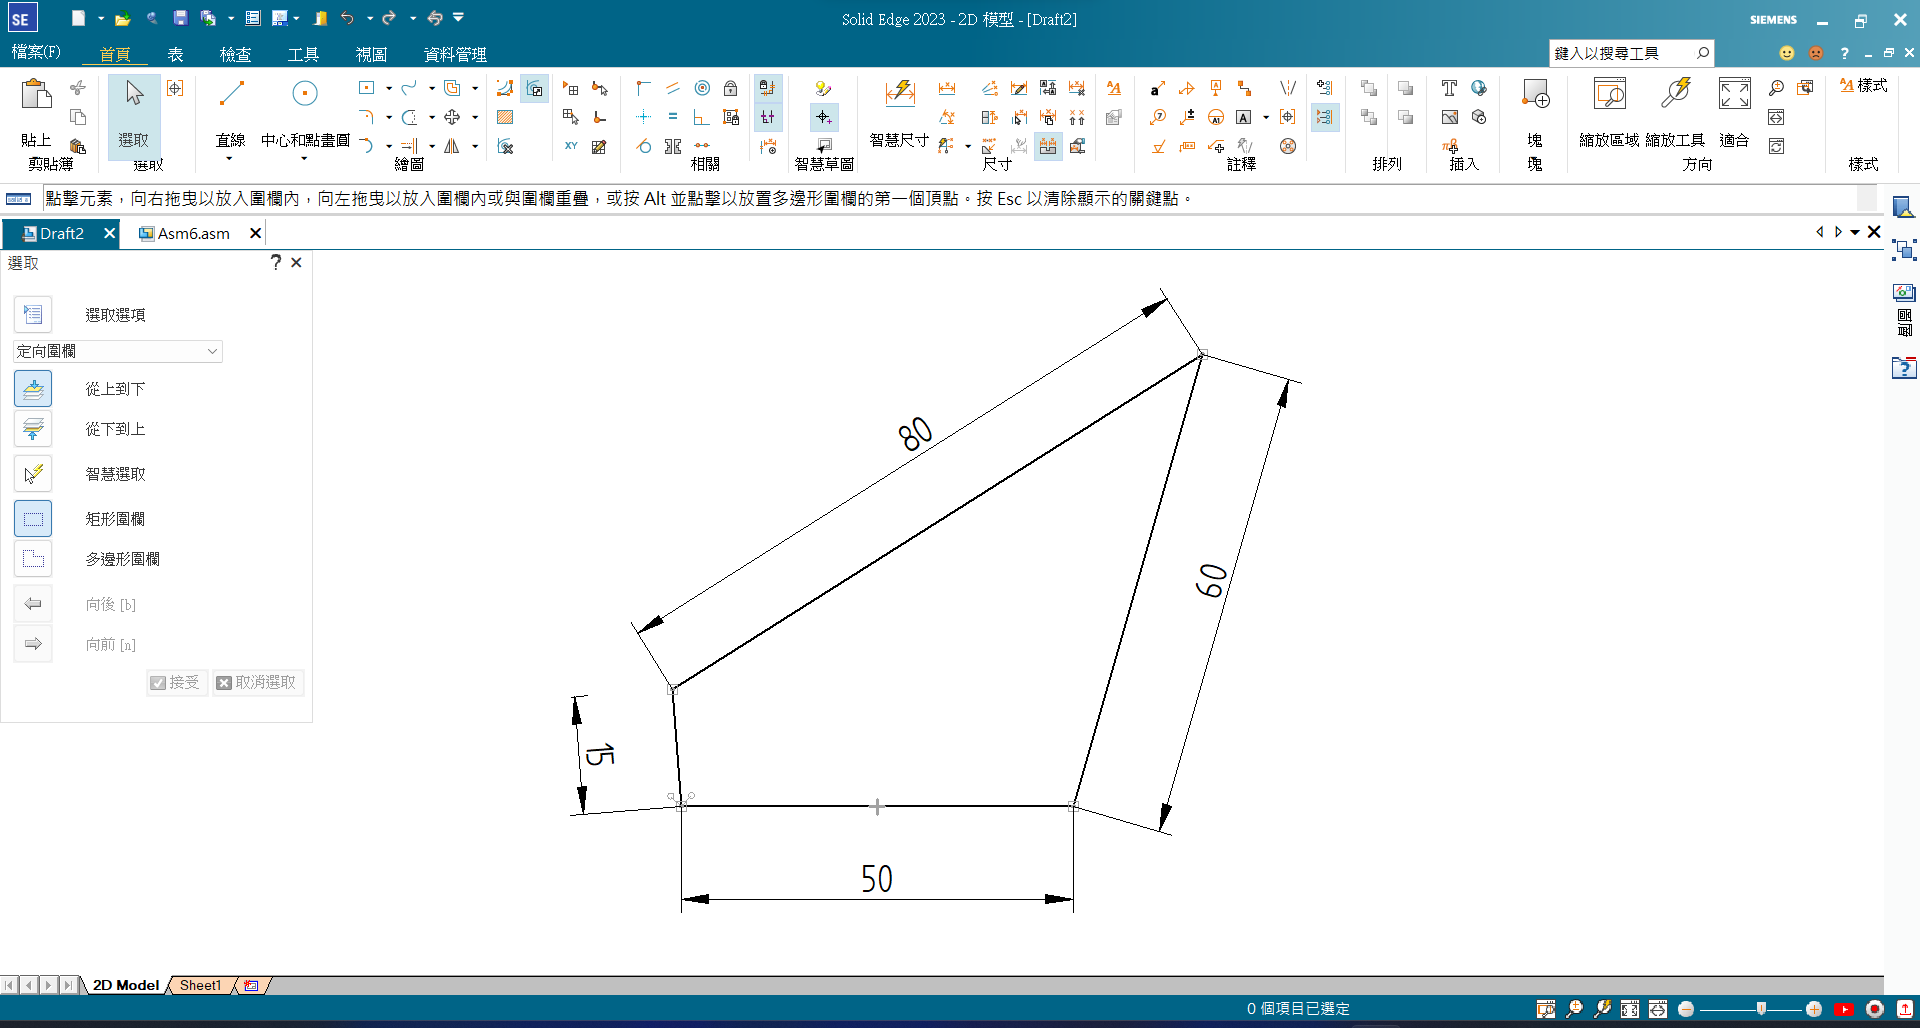 SE
Solid Edge 2023 - 2D 模型 - [Draft2]
SIEMENS
檔案(F)
首頁
表
檢查
工具
視圖
資料管理
鍵入以搜尋工具
貼上
剪貼簿
選取
選取
直線
中心和點畫圓
繪圖
XY
相關
智慧草圖
智慧尺寸
尺寸
註釋
排列
插入
塊
塊
縮放區域
縮放工具
適合
方向
樣式
樣式
點擊元素，向右拖曳以放入圍欄內，向左拖曳以放入圍欄內或與圍欄重疊，或按 Alt 並點擊以放置多邊形圍欄的第一個頂點。按 Esc 以清除顯示的關鍵點。
Draft2
Asm6.asm
選取
選取選項
定向圍欄
從上到下
從下到上
智慧選取
矩形圍欄
多邊形圍欄
向後 [b]
向前 [n]
接受
取消選取
圖層
80
60
15
50
2D Model
Sheet1
0 個項目已選定